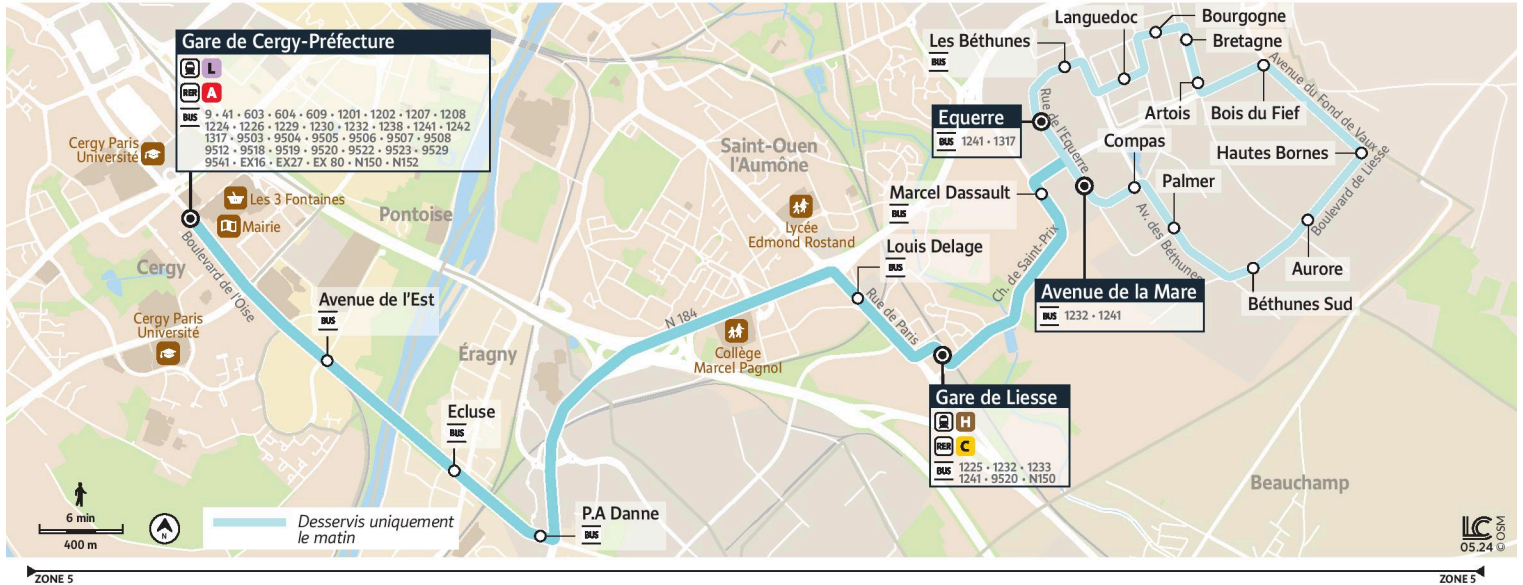 Gare de Cergy-Préfecture
L
RER A
BUS
9 • 41 • 603 • 604 • 609 • 1201 • 1202 • 1207 • 1208
1224 • 1226 • 1229 • 1230 • 1232 • 1238 • 1241 • 1242
1317 • 9503 • 9504 • 9505 • 9506 • 9507 • 9508
9512 • 9518 • 9519 • 9520 • 9522 • 9523 • 9529
9541 • EX16 • EX27 • EX 80 • N150 • N152
Cergy Paris
Université
Les 3 Fontaines
Mairie
Pontoise
Cergy
Boulevard de l'Oise
Cergy Paris
Université
Avenue de l'Est
BUS
Éragny
Ecluse
BUS
P.A Danne
BUS
N 184
Collège
Marcel Pagnol
Saint-Ouen
l'Aumône
Lycée
Edmond Rostand
Louis Delage
BUS
Rue de Paris
Marcel Dassault
BUS
Ch. de Saint-Prix
Gare de Liesse
H
RER C
BUS
1225 • 1232 • 1233
1241 • 9520 • N150
Avenue de la Mare
BUS 1232 • 1241
Equerre
BUS 1241 • 1317
Rue de l'Equerre
Les Béthunes
BUS
Languedoc
Bourgogne
Bretagne
Artois
Bois du Fief
Avenue du Fond de Vaux
Hautes Bornes
Boulevard de Liesse
Compas
Palmer
Av. des Béthunes
Aurore
Béthunes Sud
Beauchamp
6 min
400 m
N
Desservis uniquement
le matin
LC
05.24 © OSM
ZONE 5
ZONE 5